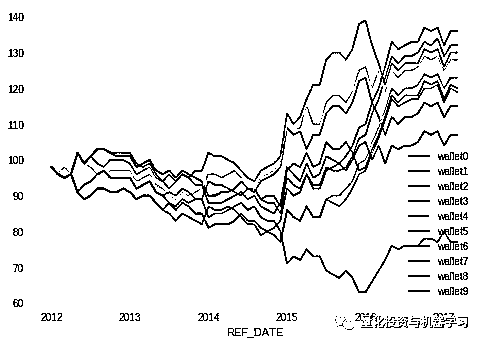 140
130
120
110
100
90
80
70
60
2012
2013
2014
2015
2016
REF_DATE
wallet0
wallet1
wallet2
wallet3
wallet4
wallet5
wallet6
wallet7
wallet8
wallet9
量化投资与机器学习